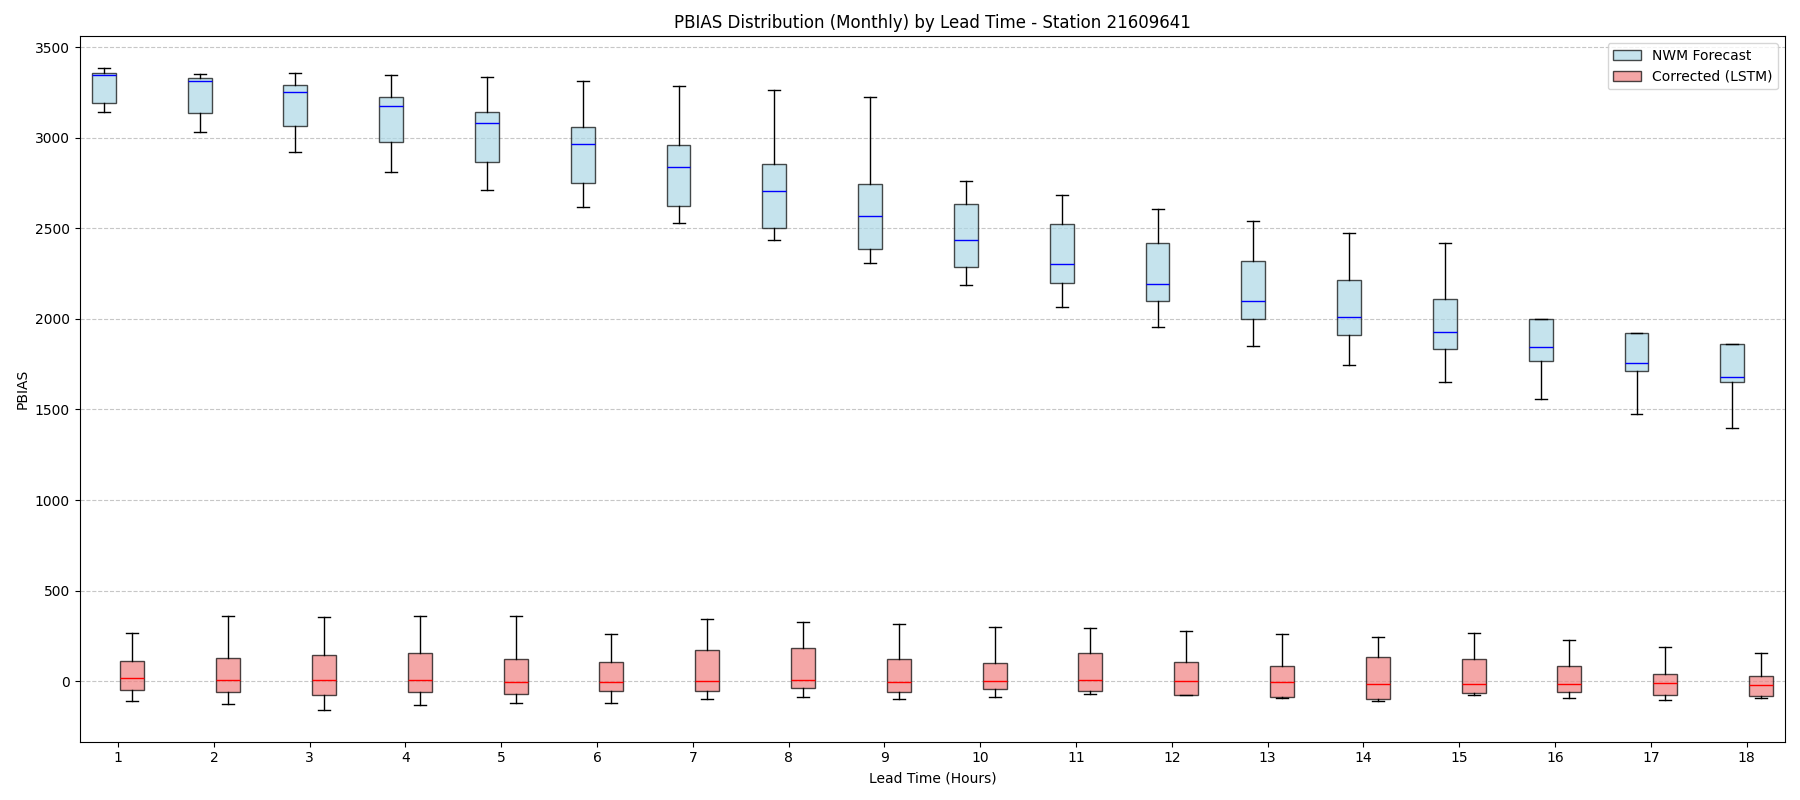 PBIAS Distribution (Monthly) by Lead Time - Station 21609641
NWM Forecast
Corrected (LSTM)
PBIAS
3500
3000
2500
2000
1500
1000
500
0
1 2 3 4 5 6 7 8 9 10 11 12 13 14 15 16 17 18
Lead Time (Hours)